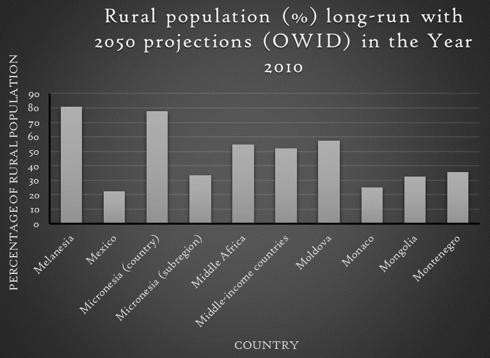 Rural population (%) long-run with
2050 projections (OWID) in the Year
2010
PERCENTAGE OF RURAL POPULATION
90
80
70
60
50
40
30
20
10
0
Melanesia
Mexico
Micronesia (country)
Micronesia (subregion)
Middle Africa
Middle-income countries
Moldova
Monaco
Mongolia
Montenegro
COUNTRY